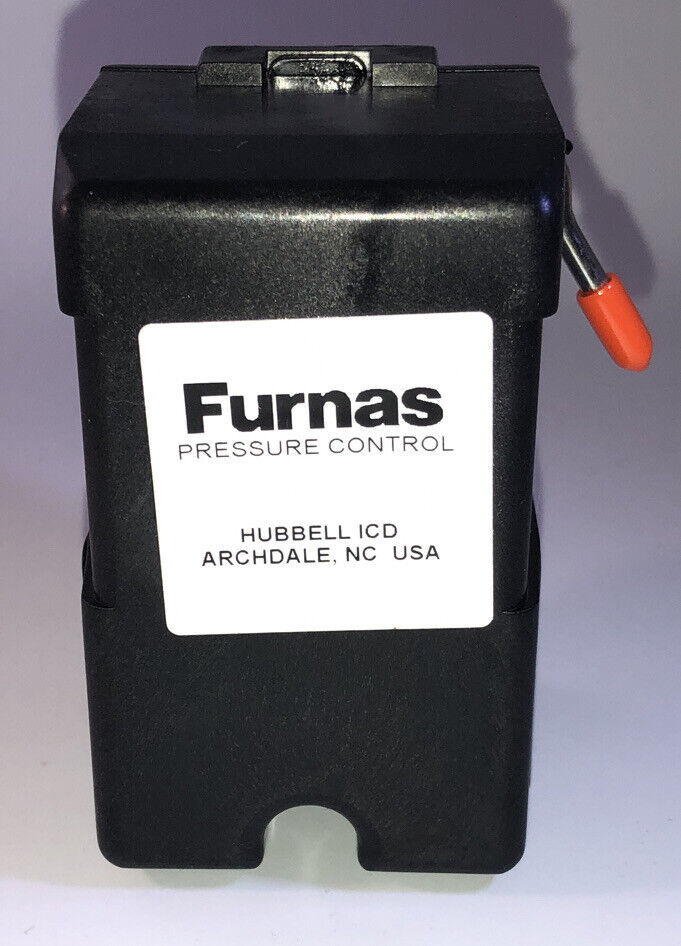 Furnas
PRESSURE CONTROL
HUBBELL ICD
ARCHDALE, NC USA